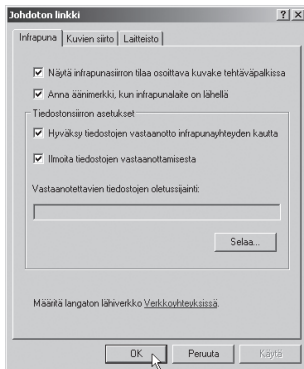 Johdoton linkki
Infrapuna Kuvien siirto Laitteisto
Näytä infrapunasiirron tilaa osoittava kuvake tehtäväpalkissa
Anna äänimerkki, kun infrapunalaite on lähellä
Tiedostonsiirron asetukset
Hyväksy tiedostojen vastaanotto infrapunayhteyden kautta
Ilmoita tiedostojen vastaanottamisesta
Vastaanotettavien tiedostojen oletussijainti:
Selaa...
Määritä langaton lähiverkko Verkkoyhteyksissä.
OK Peruuta Käytä